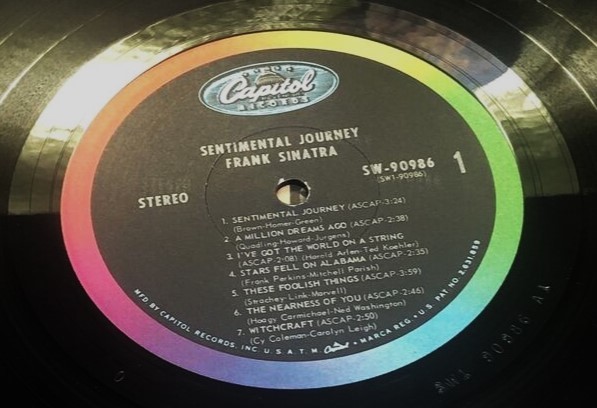 Capitol
RECORDS
SENTIMENTAL JOURNEY
FRANK SINATRA
STEREO
SW-90986
(SW1-90986)
1
1. SENTIMENTAL JOURNEY (ASCAP-3:24)
(Brown-Homer-Green)
2. A MILLION DREAMS AGO (ASCAP-2:38)
(Quadling-Howard-Jurgens)
3. I'VE GOT THE WORLD ON A STRING
(ASCAP-2:08) (Harold Arlen-Ted Koehler)
4. STARS FELL ON ALABAMA (ASCAP-2:35)
(Frank Perkins-Mitchell Parish)
5. THESE FOOLISH THINGS (ASCAP-3:59)
(Strachey-Link-Marvell)
6. THE NEARNESS OF YOU (ASCAP-2:45)
(Hoagy Carmichael-Ned Washington)
7. WITCHCRAFT (ASCAP-2:50)
(Cy Coleman-Carolyn Leigh)
MFD. BY CAPITOL RECORDS, INC. U.S.A. T.M. Capitol • MARCA REG. • U.S. PAT. NO. 2,631,859